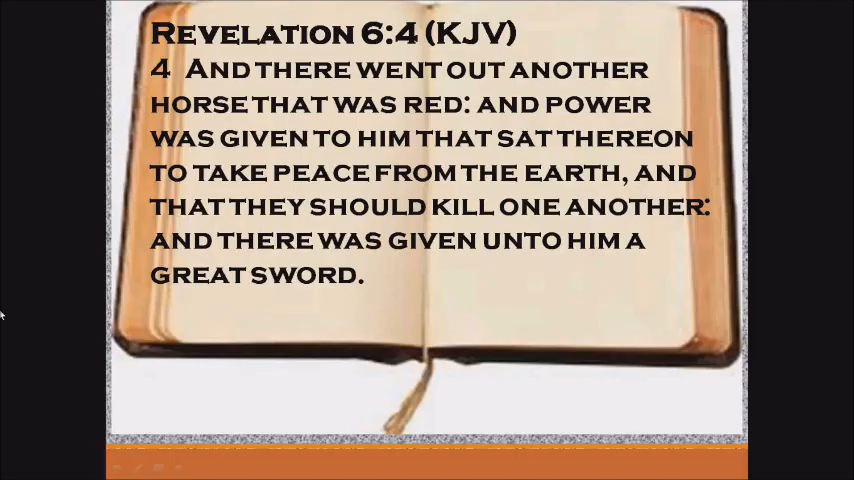 REVELATION 6:4 (KJV)
4 AND THERE WENT OUT ANOTHER
HORSE THAT WAS RED: AND POWER
WAS GIVEN TO HIM THAT SAT THEREON
TO TAKE PEACE FROM THE EARTH, AND
THAT THEY SHOULD KILL ONE ANOTHER:
AND THERE WAS GIVEN UNTO HIM A
GREAT SWORD.